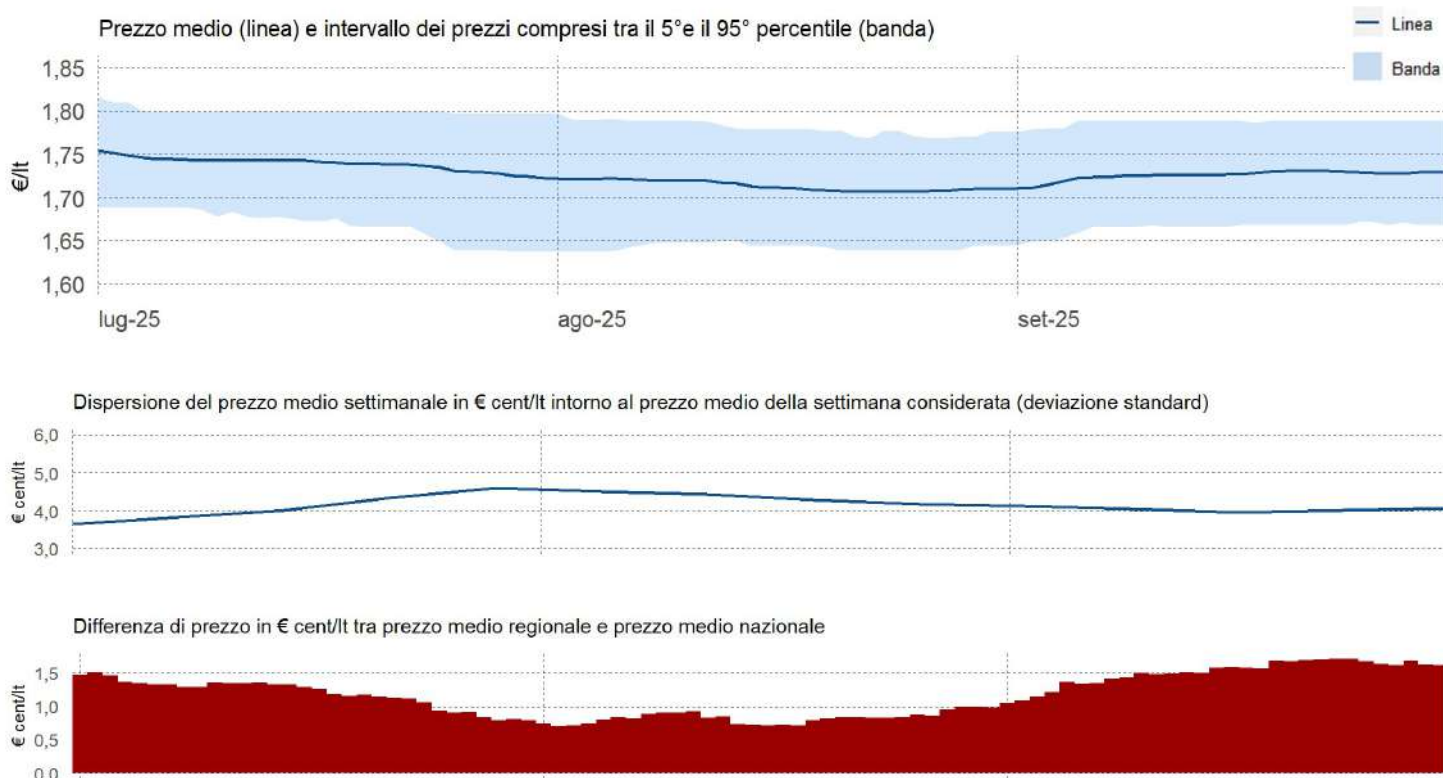 Prezzo medio (linea) e intervallo dei prezzi compresi tra il 5°e il 95° percentile (banda)
Linea
Banda
€/lt
1,85
1,80
1,75
1,70
1,65
1,60
lug-25 ago-25 set-25
Dispersione del prezzo medio settimanale in € cent/lt intorno al prezzo medio della settimana considerata (deviazione standard)
€ cent/lt
6,0
5,0
4,0
3,0
Differenza di prezzo in € cent/lt tra prezzo medio regionale e prezzo medio nazionale
€ cent/lt
1,5
1,0
0,5
0,0